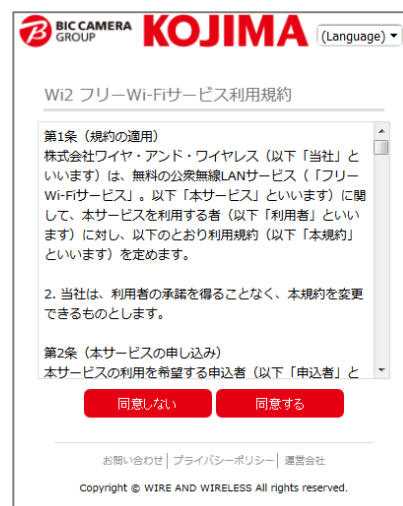 BIC CAMERA
GROUP
KOJIMA
(Language)
Wi2 フリーWi-Fiサービス利用規約
第1条（規約の適用）
株式会社ワイヤ・アンド・ワイヤレス（以下「当社」と
いいます）は、無料の公衆無線LANサービス（「フリー
Wi-Fiサービス」。以下「本サービス」といいます）に関
して、本サービスを利用する者（以下「利用者」といい
ます）に対し、以下のとおり利用規約（以下「本規約」
といいます）を定めます。
2. 当社は、利用者の承諾を得ることなく、本規約を変更
できるものとします。
第2条（本サービスの申し込み）
本サービスの利用を希望する申込者（以下「申込者」と
同意しない
同意する
お問い合わせ│プライバシーポリシー│運営会社
Copyright © WIRE AND WIRELESS All rights reserved.